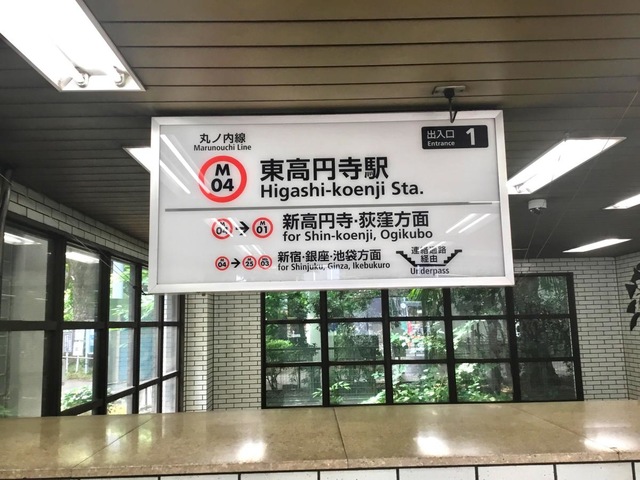 丸ノ内線
Marunouchi Line
出入口
Entrance 1
M
04
東高円寺駅
Higashi-koenji Sta.
M 04 → M 01 新高円寺・荻窪方面
for Shin-koenji, Ogikubo
04 → 25 03 新宿・銀座・池袋方面
for Shinjuku, Ginza, Ikebukuro
連絡通路
経由
Underpass